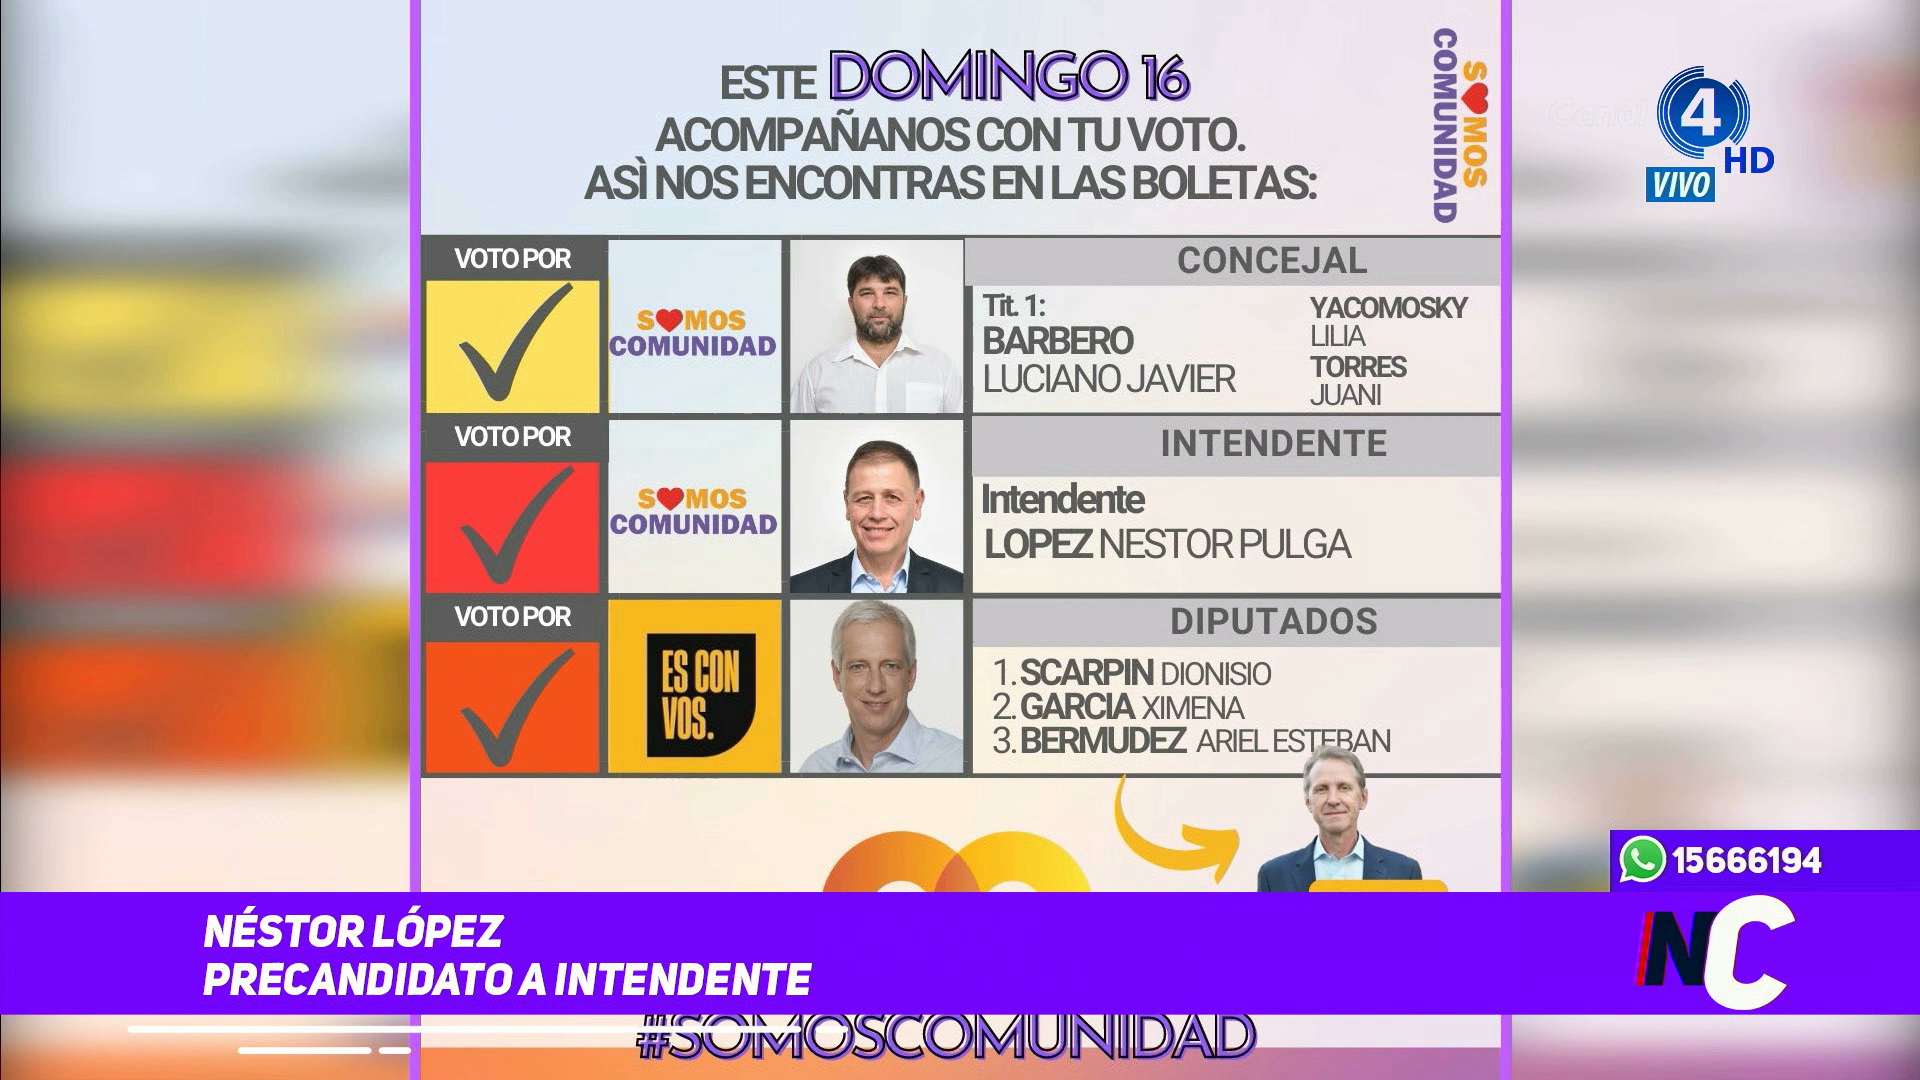 ESTE DOMINGO 16
ACOMPAÑANOS CON TU VOTO.
ASÌ NOS ENCONTRAS EN LAS BOLETAS:
SOMOS
COMUNIDAD
Canal 4
HD
VIVO
VOTO POR
SOMOS
COMUNIDAD
CONCEJAL
Tit. 1:
BARBERO
LUCIANO JAVIER
YACOMOSKY
LILIA
TORRES
JUANI
VOTO POR
SOMOS
COMUNIDAD
INTENDENTE
Intendente
LOPEZ NESTOR PULGA
VOTO POR
ES CON
VOS.
DIPUTADOS
1. SCARPIN DIONISIO
2. GARCIA XIMENA
3. BERMUDEZ ARIEL ESTEBAN
15666194
NÉSTOR LÓPEZ
PRECANDIDATO A INTENDENTE
NC
#SOMOSCOMUNIDAD